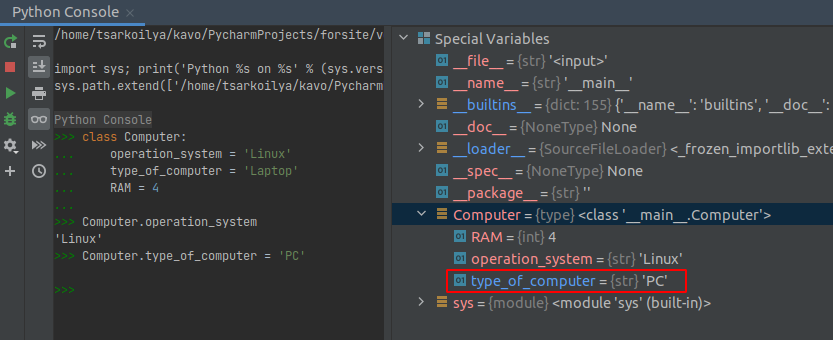 Python Console ×
/home/tsarkoilya/kavo/PycharmProjects/forsite/v
import sys; print('Python %s on %s' % (sys.vers
sys.path.extend(['/home/tsarkoilya/kavo/Pycharm
Python Console
>>> class Computer:
...     operation_system = 'Linux'
...     type_of_computer = 'Laptop'
...     RAM = 4
...
>>> Computer.operation_system
'Linux'
>>> Computer.type_of_computer = 'PC'
>>>
Special Variables
__file__ = {str} '<input>'
__name__ = {str} '__main__'
__builtins__ = {dict: 155} {'__name__': 'builtins', '__doc__':
__doc__ = {NoneType} None
__loader__ = {SourceFileLoader} <_frozen_importlib_exte
__spec__ = {NoneType} None
__package__ = {str} ''
Computer = {type} <class '__main__.Computer'>
RAM = {int} 4
operation_system = {str} 'Linux'
type_of_computer = {str} 'PC'
sys = {module} <module 'sys' (built-in)>